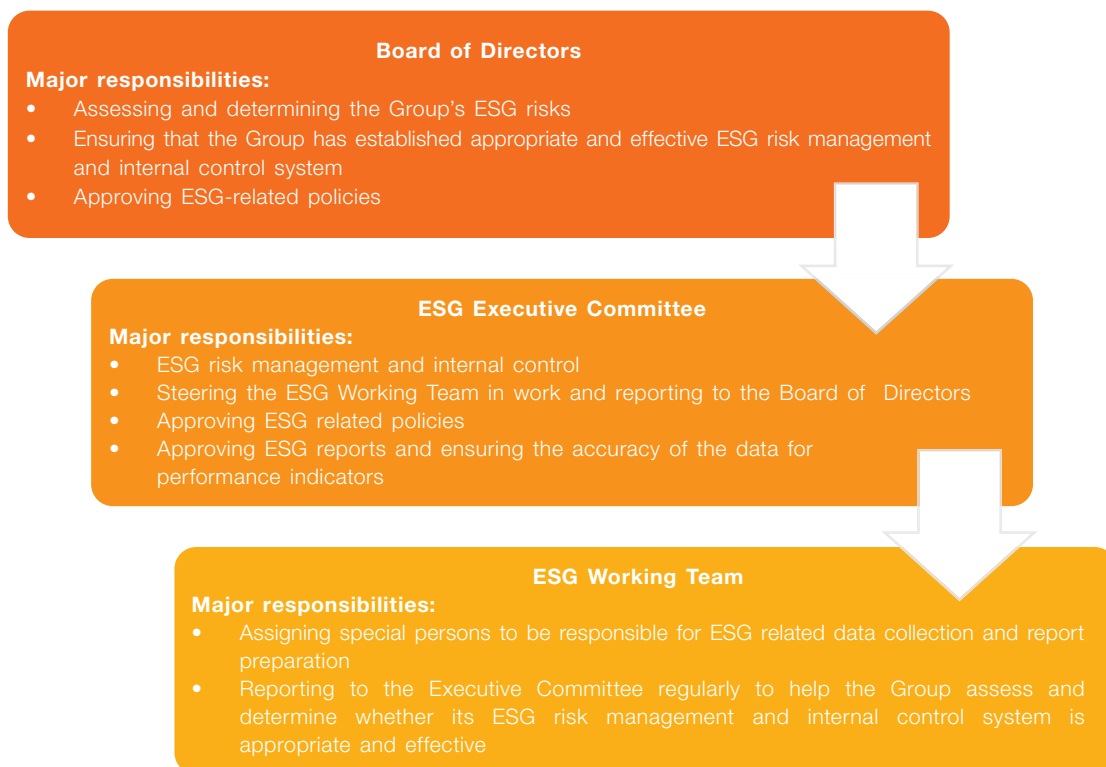 Board of Directors
Major responsibilities:
• Assessing and determining the Group's ESG risks
• Ensuring that the Group has established appropriate and effective ESG risk management
and internal control system
• Approving ESG-related policies
ESG Executive Committee
Major responsibilities:
• ESG risk management and internal control
• Steering the ESG Working Team in work and reporting to the Board of Directors
• Approving ESG related policies
• Approving ESG reports and ensuring the accuracy of the data for
performance indicators
ESG Working Team
Major responsibilities:
• Assigning special persons to be responsible for ESG related data collection and report
preparation
• Reporting to the Executive Committee regularly to help the Group assess and
determine whether its ESG risk management and internal control system is
appropriate and effective